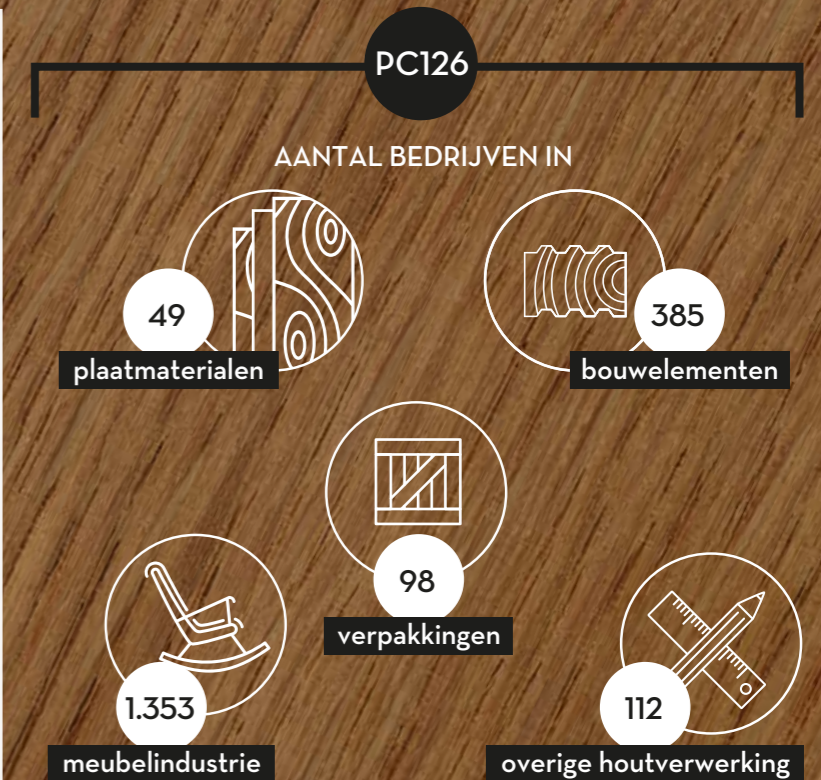 PC126
AANTAL BEDRIJVEN IN
49
plaatmaterialen
385
bouwelementen
98
verpakkingen
1.353
meubelindustrie
112
overige houtverwerking